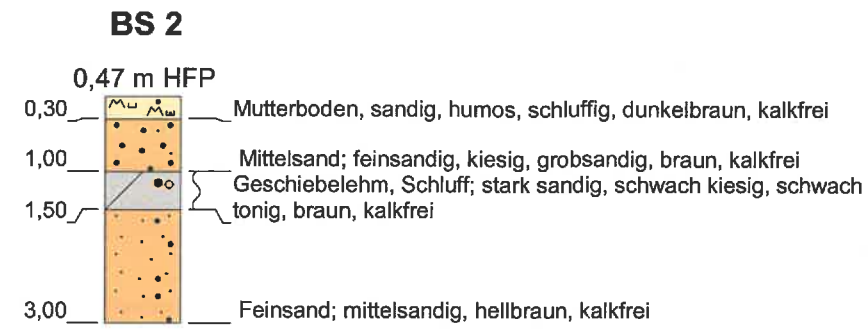 BS 2
0,47 m HFP
0,30 Mutterboden, sandig, humos, schluffig, dunkelbraun, kalkfrei
1,00 Mittelsand; feinsandig, kiesig, grobsandig, braun, kalkfrei
Geschiebelehm, Schluff; stark sandig, schwach kiesig, schwach
1,50 tonig, braun, kalkfrei
3,00 Feinsand; mittelsandig, hellbraun, kalkfrei